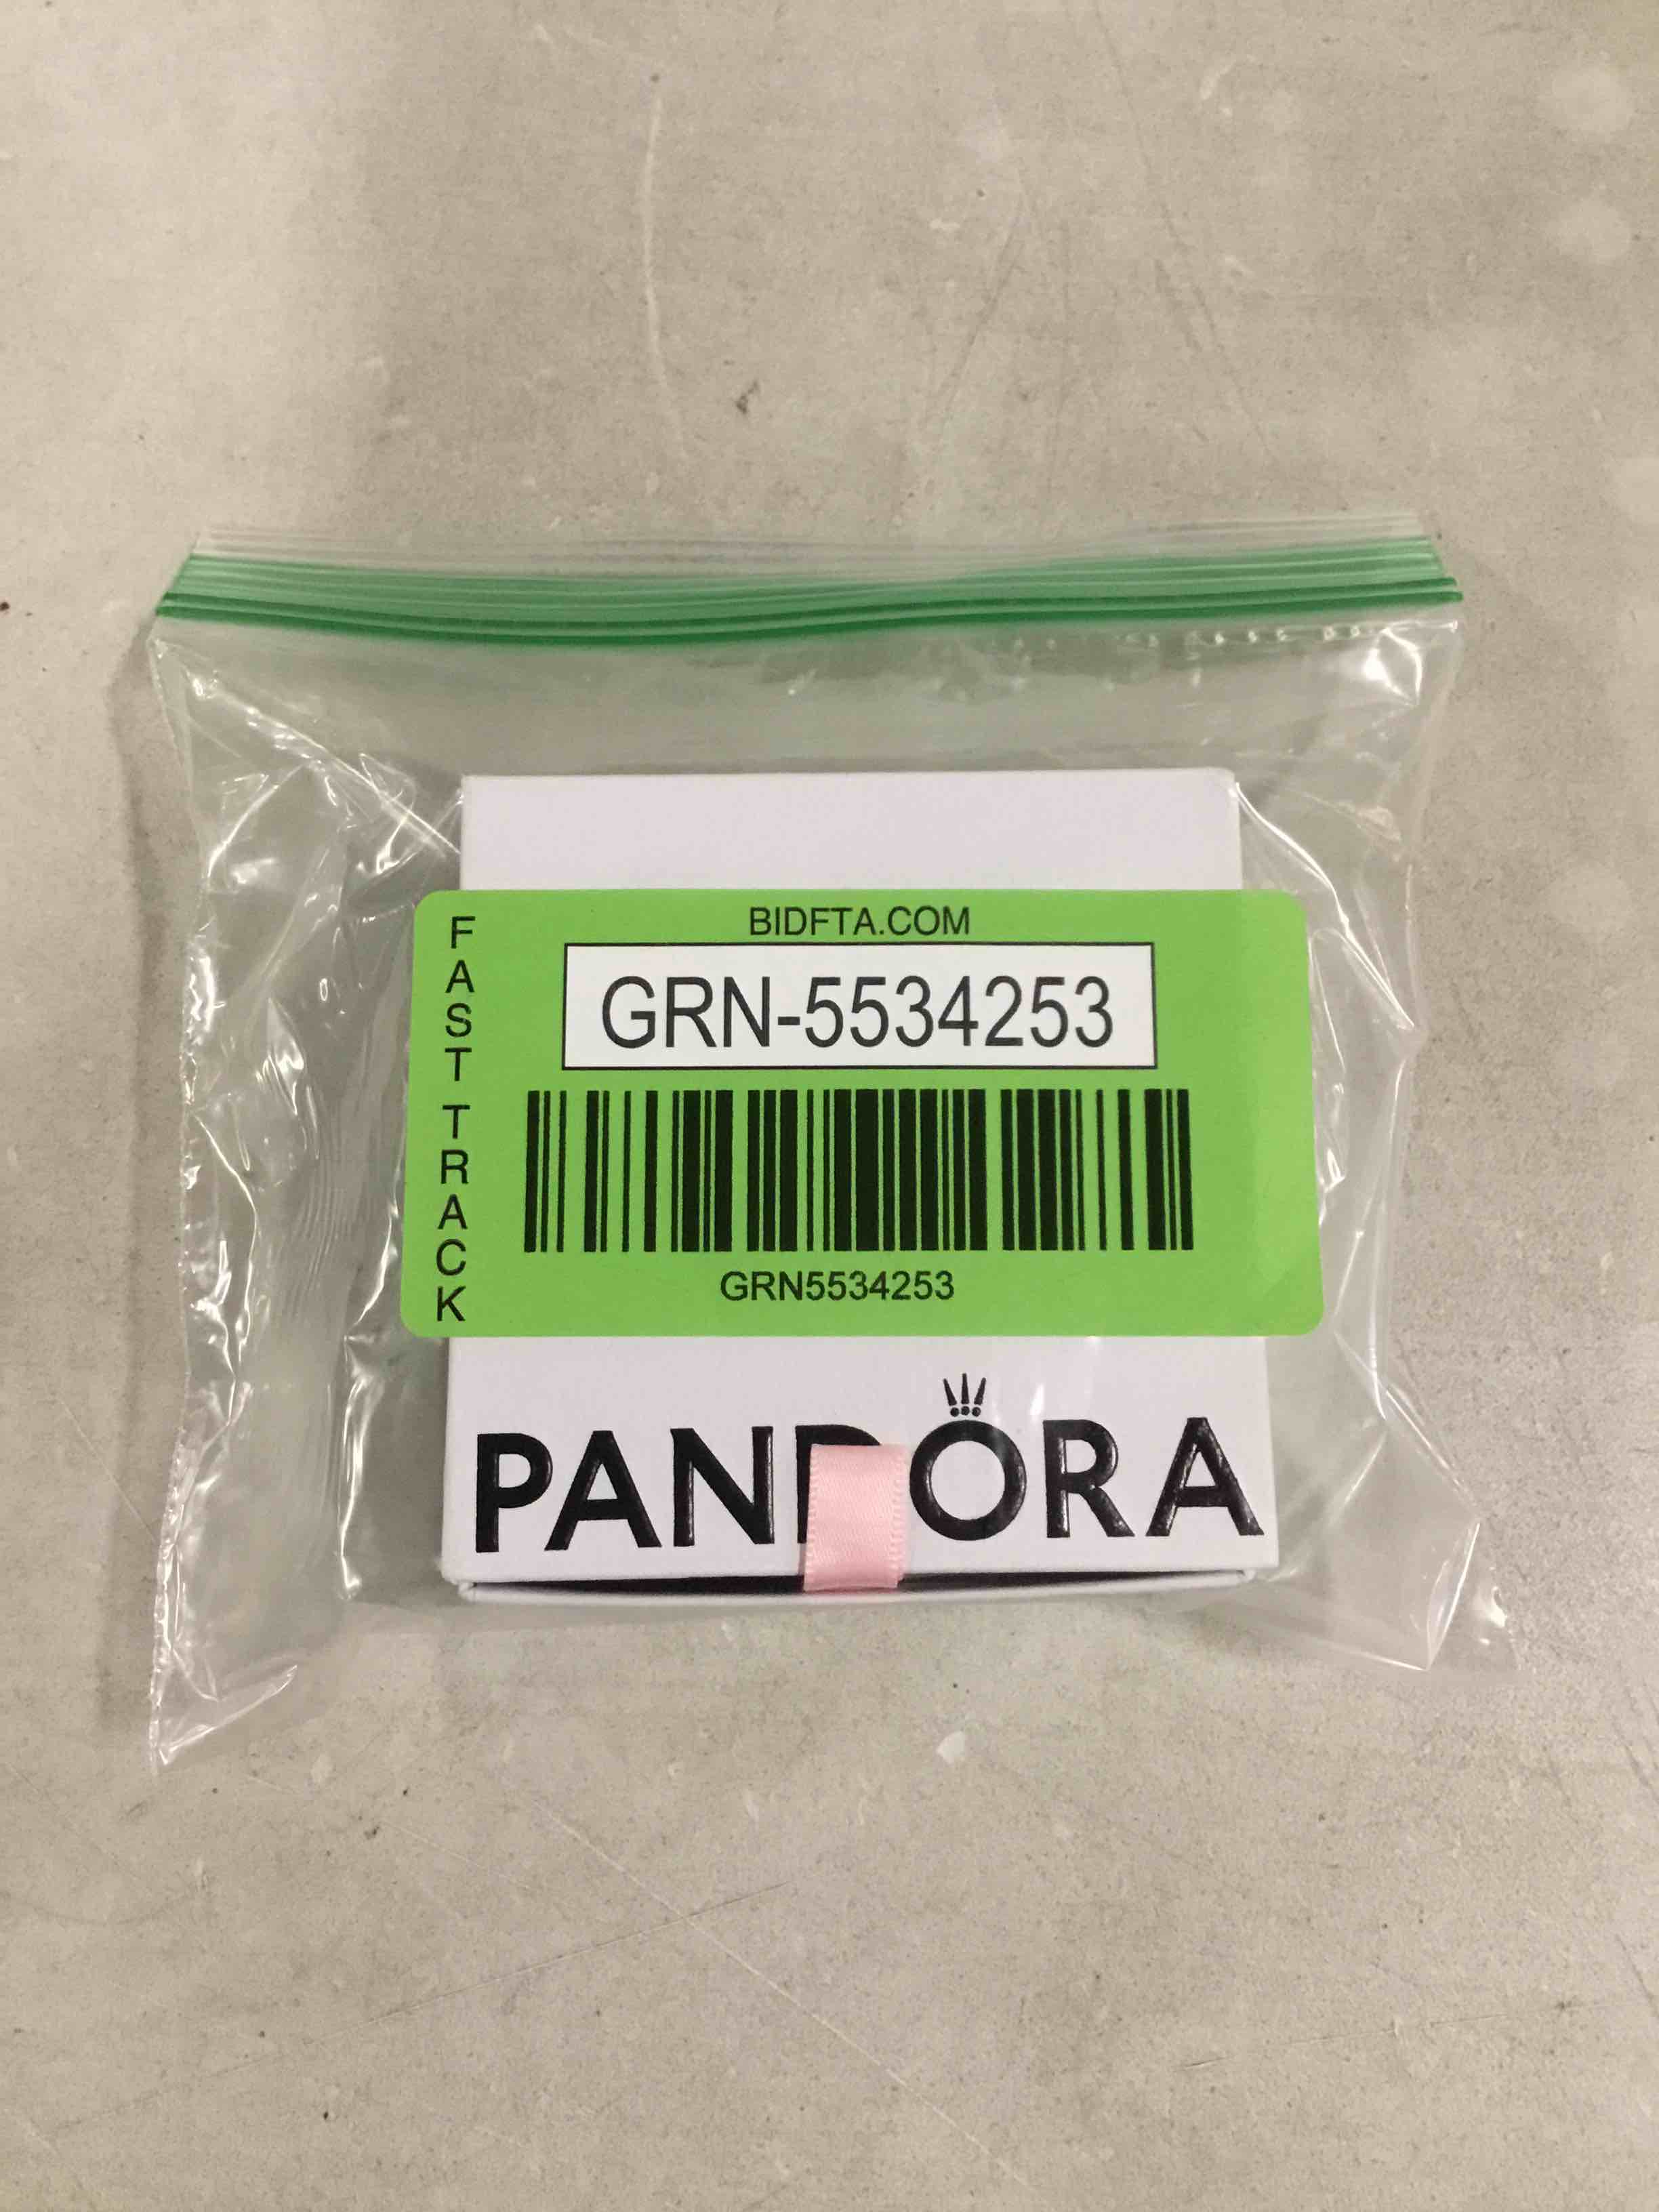 BIDFTA.COM
FAST TRACK
GRN-5534253
GRN5534253
PANDORA